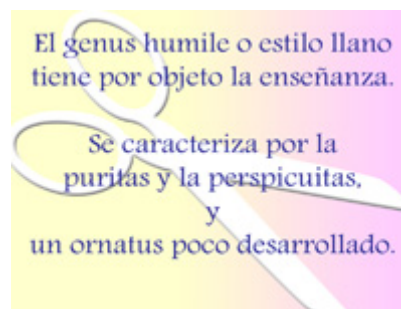 El genus humile o estilo llano
tiene por objeto la enseñanza.
Se caracteriza por la
puritas y la perspicuitas,
y
un ornatus poco desarrollado.